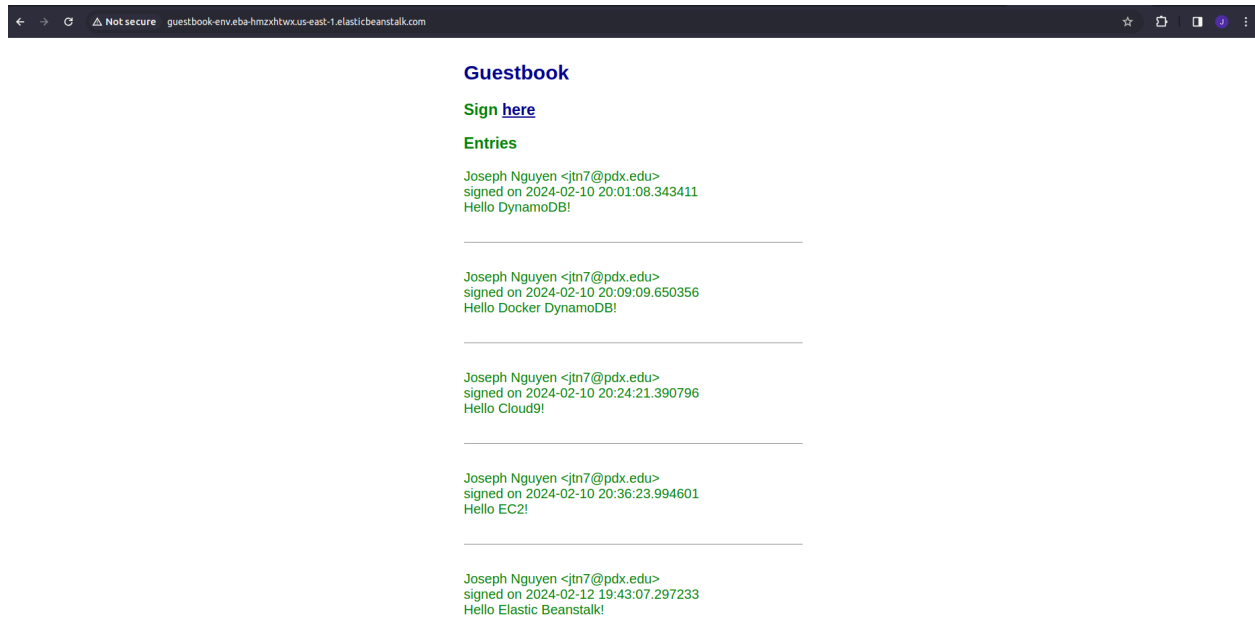 Not secure guestbook-env.eba-hmzxhtwx.us-east-1.elasticbeanstalk.com
J
Guestbook
Sign here
Entries
Joseph Nguyen <jtn7@pdx.edu>
signed on 2024-02-10 20:01:08.343411
Hello DynamoDB!
Joseph Nguyen <jtn7@pdx.edu>
signed on 2024-02-10 20:09:09.650356
Hello Docker DynamoDB!
Joseph Nguyen <jtn7@pdx.edu>
signed on 2024-02-10 20:24:21.390796
Hello Cloud9!
Joseph Nguyen <jtn7@pdx.edu>
signed on 2024-02-10 20:36:23.994601
Hello EC2!
Joseph Nguyen <jtn7@pdx.edu>
signed on 2024-02-12 19:43:07.297233
Hello Elastic Beanstalk!